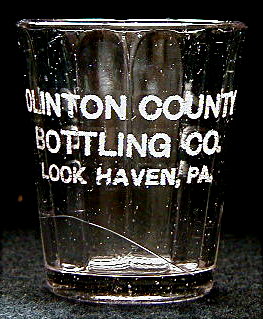 CLINTON COUNTY
BOTTLING CO.
LOCK HAVEN, PA.